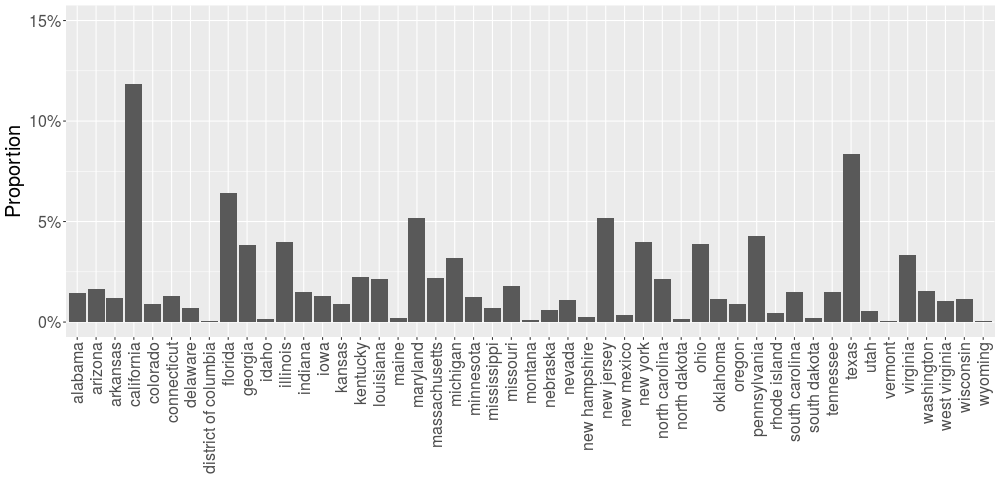 Proportion
15%
10%
5%
0%
alabama
arizona
arkansas
california
colorado
connecticut
delaware
district of columbia
florida
georgia
idaho
illinois
indiana
iowa
kansas
kentucky
louisiana
maine
maryland
massachusetts
michigan
minnesota
mississippi
missouri
montana
nebraska
nevada
new hampshire
new jersey
new mexico
new york
north carolina
north dakota
ohio
oklahoma
oregon
pennsylvania
rhode island
south carolina
south dakota
tennessee
texas
utah
vermont
virginia
washington
west virginia
wisconsin
wyoming